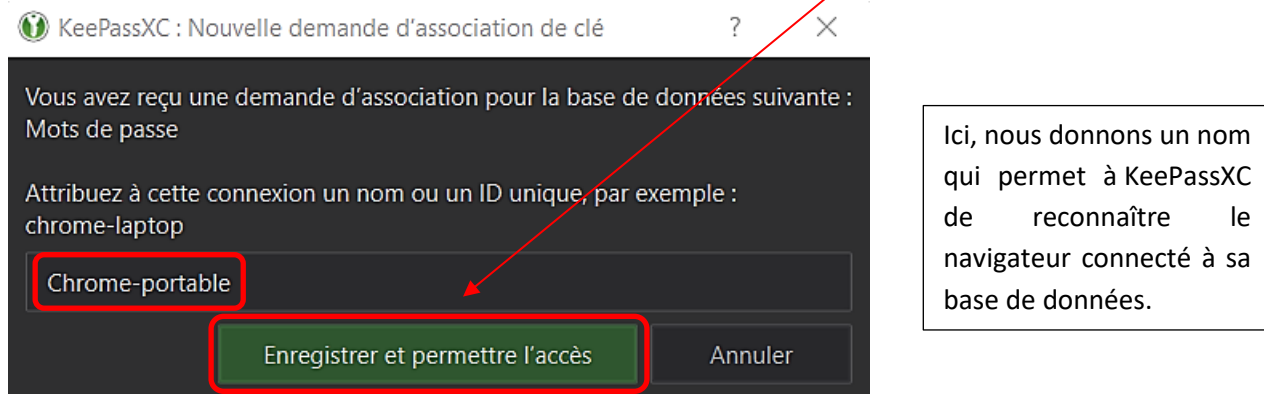 KeePassXC : Nouvelle demande d’association de clé
Vous avez reçu une demande d’association pour la base de données suivante :
Mots de passe
Attribuez à cette connexion un nom ou un ID unique, par exemple :
chrome-laptop
Chrome-portable
Enregistrer et permettre l’accès
Annuler
Ici, nous donnons un nom
qui permet à KeePassXC
de reconnaître le
navigateur connecté à sa
base de données.